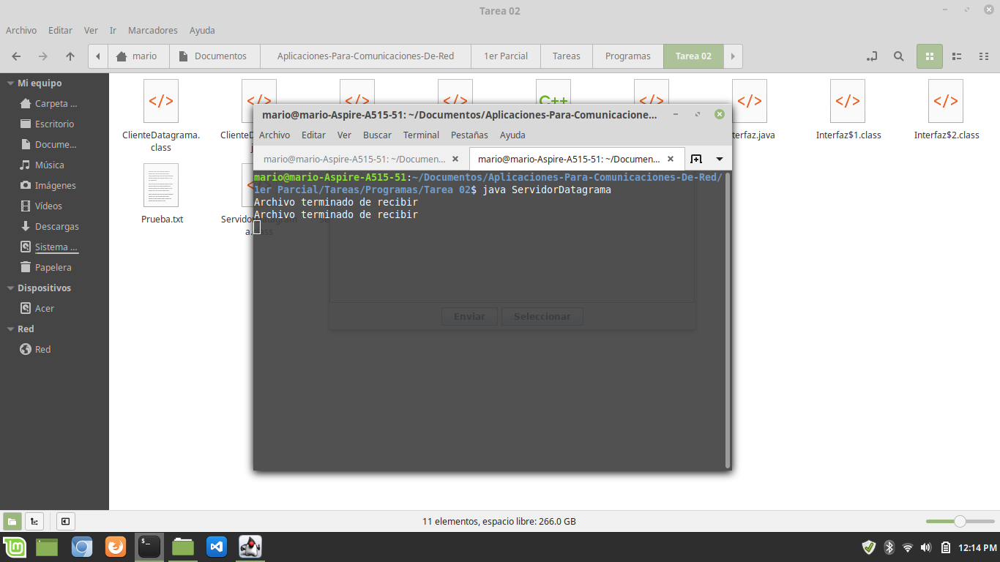 Tarea 02
Archivo Editar Ver Ir Marcadores Ayuda
mario Documentos Aplicaciones-Para-Comunicaciones-De-Red 1er Parcial Tareas Programas Tarea 02
Mi equipo
Carpeta ...
Escritorio
Docume...
Música
Imágenes
Vídeos
Descargas
Sistema ...
Papelera
Dispositivos
Acer
Red
Red
</> </> </> </> C++ </> </> </> </>
ClienteDatagrama.
class
terfaz.java
Interfaz$1.class
Interfaz$2.class
Prueba.txt
mario@mario-Aspire-A515-51: ~/Documentos/Aplicaciones-Para-Comunicacione...
Archivo Editar Ver Buscar Terminal Pestañas Ayuda
mario@mario-Aspire-A515-51: ~/Documen... mario@mario-Aspire-A515-51: ~/Documen...
mario@mario-Aspire-A515-51:~/Documentos/Aplicaciones-Para-Comunicaciones-De-Red/
1er Parcial/Tareas/Programas/Tarea 02$ java ServidorDatagrama
Archivo terminado de recibir
Archivo terminado de recibir
Enviar Seleccionar
11 elementos, espacio libre: 266.0 GB
12:14 PM